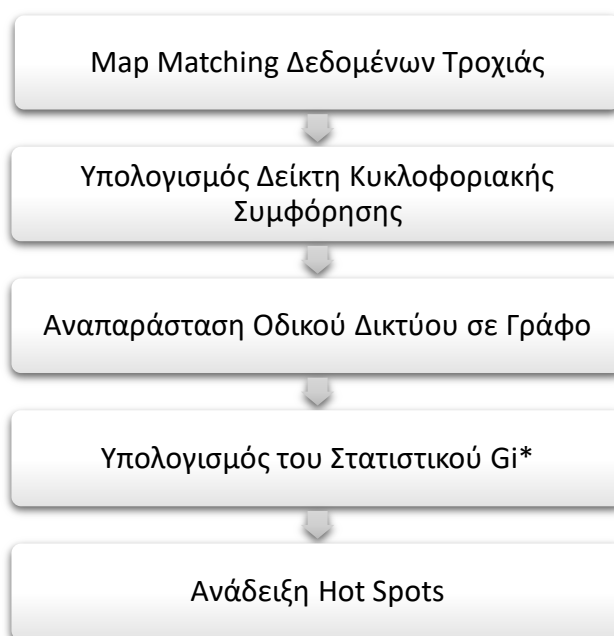 Map Matching Δεδομένων Τροχιάς
Υπολογισμός Δείκτη Κυκλοφοριακής
Συμφόρησης
Αναπαράσταση Οδικού Δικτύου σε Γράφο
Υπολογισμός του Στατιστικού Gi*
Ανάδειξη Hot Spots